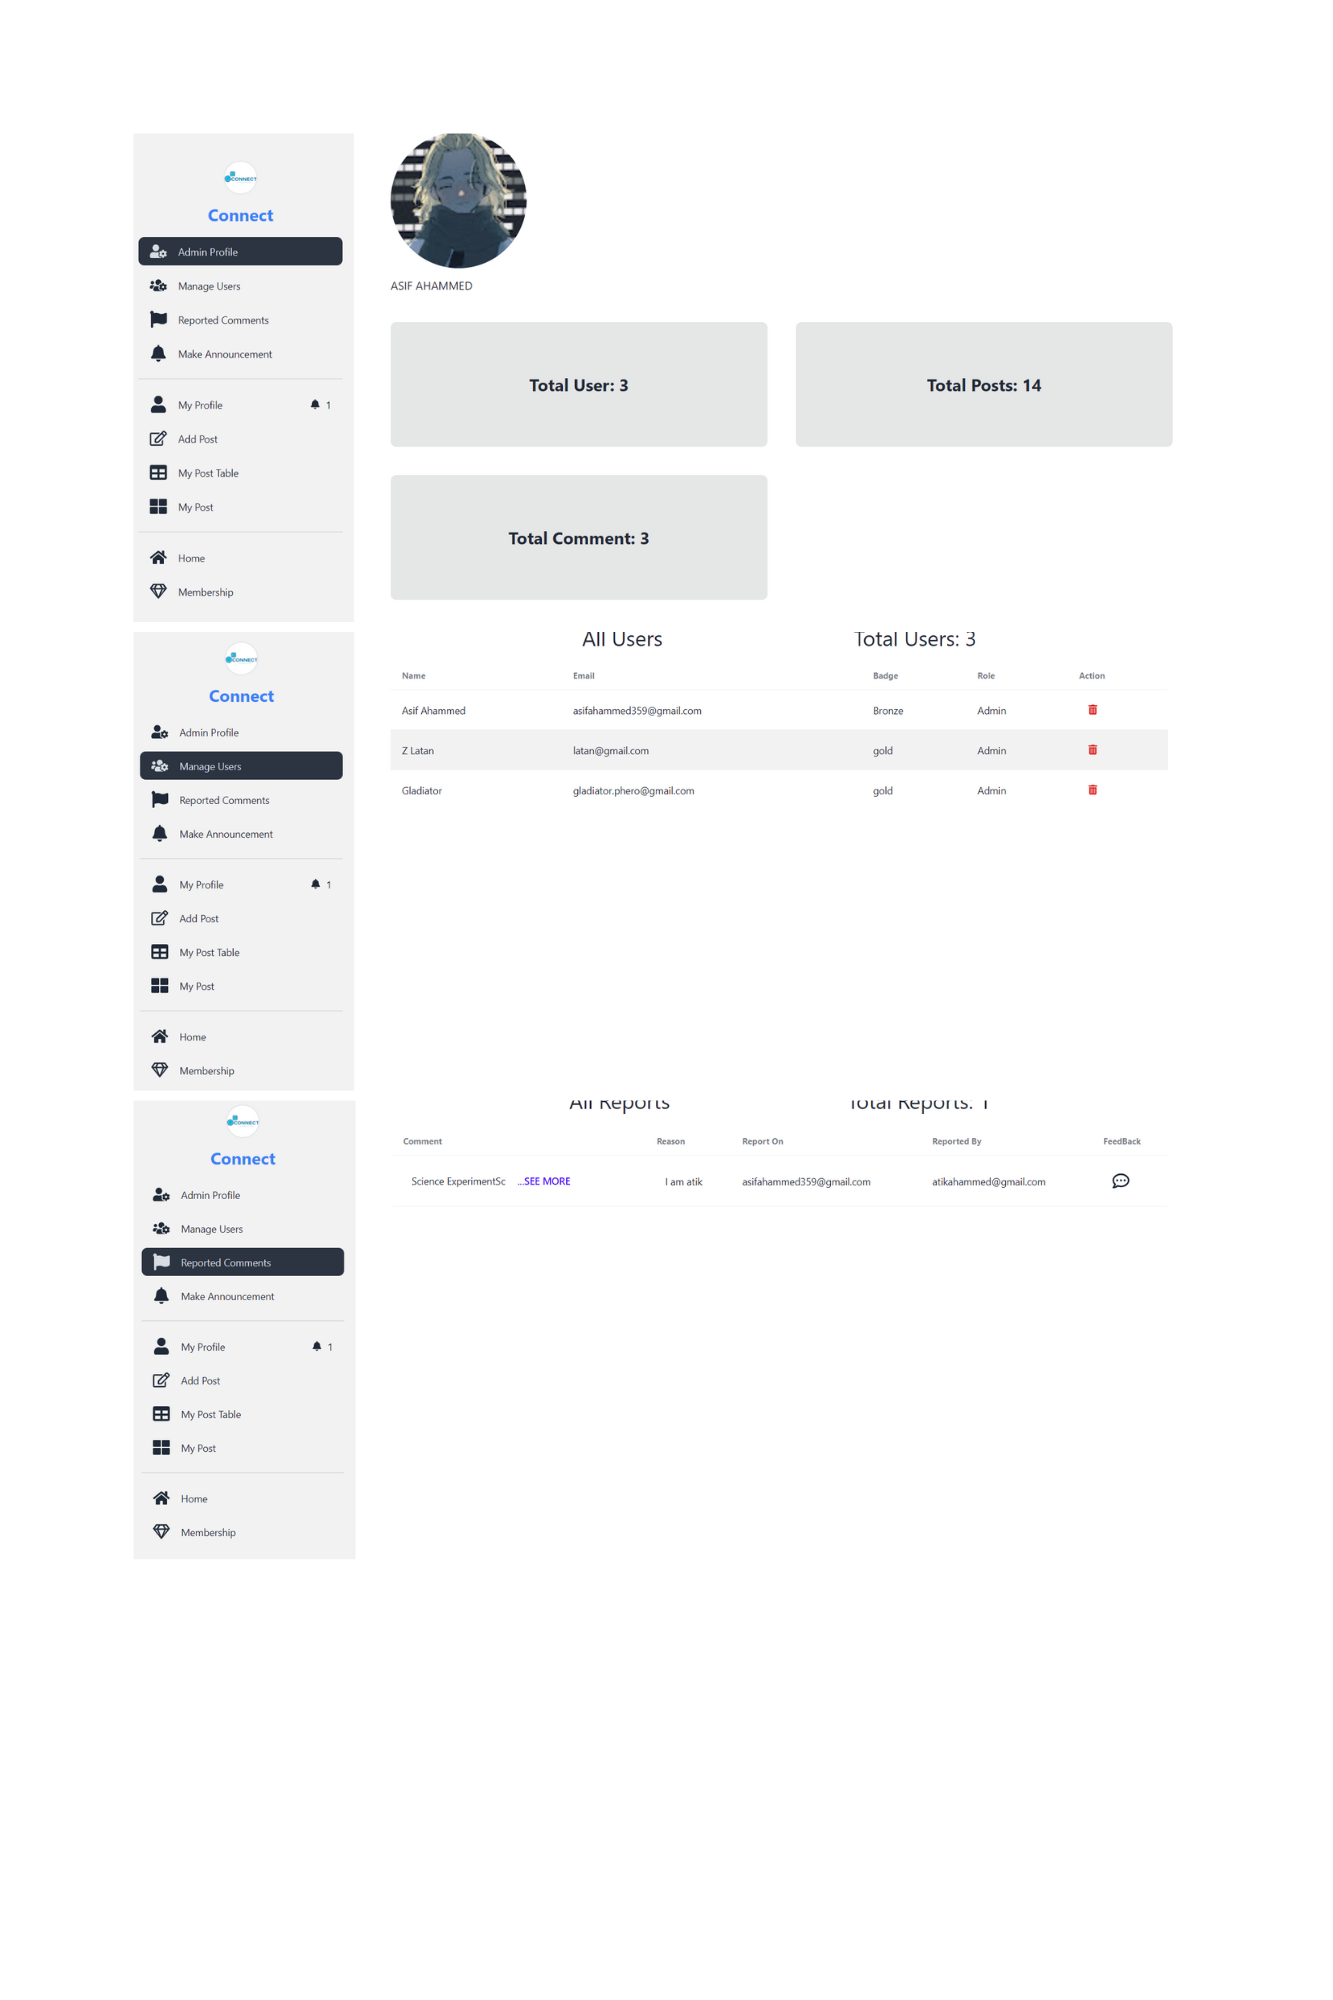 CONNECT
Connect
Admin Profile
Manage Users
Reported Comments
Make Announcement
My Profile 1
Add Post
My Post Table
My Post
Home
Membership
ASIF AHAMMED
Total User: 3
Total Posts: 14
Total Comment: 3
CONNECT
Connect
Admin Profile
Manage Users
Reported Comments
Make Announcement
My Profile 1
Add Post
My Post Table
My Post
Home
Membership
All Users Total Users: 3
Name Email Badge Role Action
Asif Ahammed asifahammed359@gmail.com Bronze Admin
Z Latan latan@gmail.com gold Admin
Gladiator gladiator.phero@gmail.com gold Admin
CONNECT
Connect
Admin Profile
Manage Users
Reported Comments
Make Announcement
My Profile 1
Add Post
My Post Table
My Post
Home
Membership
All Reports Total Reports: 1
Comment Reason Report On Reported By FeedBack
Science ExperimentSc ...SEE MORE I am atik asifahammed359@gmail.com atikahammed@gmail.com